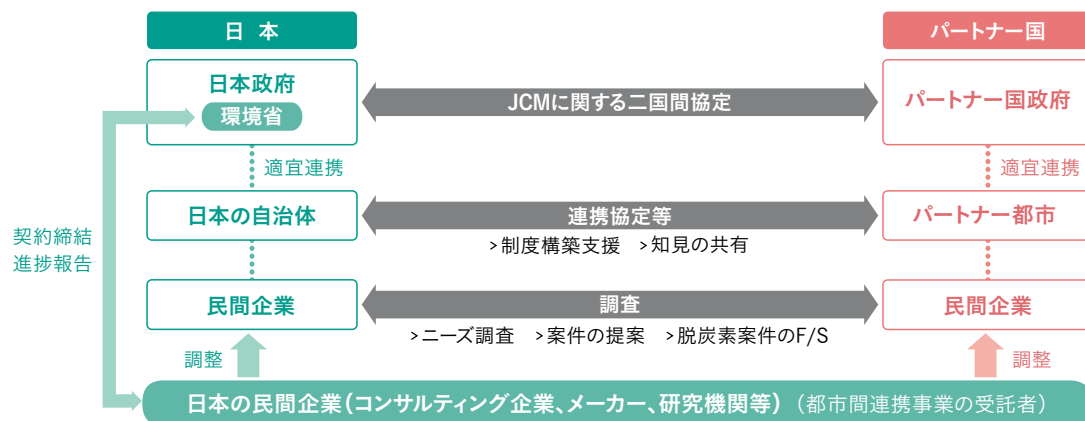 日本
パートナー国
日本政府
環境省
JCMに関する二国間協定
パートナー国政府
適宜連携
適宜連携
日本の自治体
連携協定等
パートナー都市
>制度構築支援 >知見の共有
契約締結
進捗報告
民間企業
調査
民間企業
>ニーズ調査 >案件の提案 >脱炭素案件のF/S
調整
調整
日本の民間企業(コンサルティング企業、メーカー、研究機関等)(都市間連携事業の受託者)